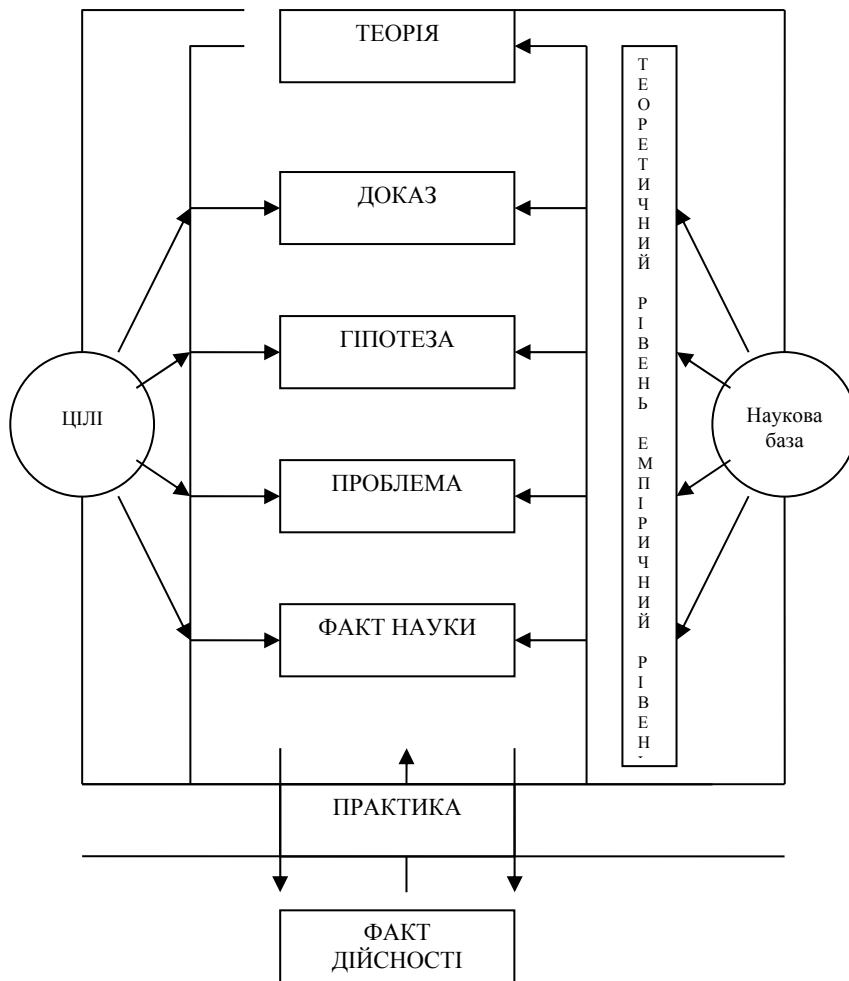 ТЕОРІЯ
ДОКАЗ
ГІПОТЕЗА
ЦІЛІ
ПРОБЛЕМА
ФАКТ НАУКИ
ТЕОРЕТИЧНИЙ РІВЕНЬ ЕМПІРИЧНИЙ РІВЕН
Наукова
база
ПРАКТИКА
ФАКТ
ДІЙСНОСТІ